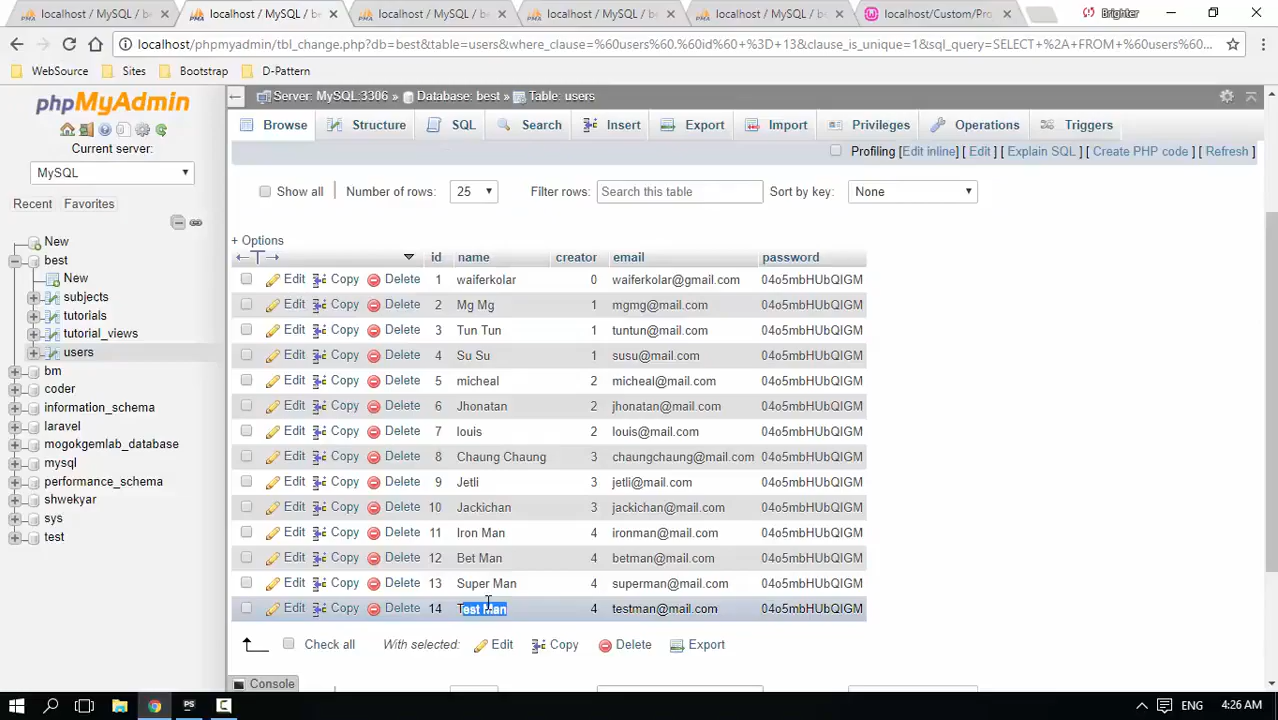 localhost / MySQL:
localhost / MySQL:
localhost / MySQL:
localhost / MySQL:
localhost / MySQL:
localhost/Custom/Pro
Brighter
localhost/phpmyadmin/tbl_change.php?db=best&table=users&where_clause=%60users%60.%60id%60+%3D+13&clause_is_unique=1&sql_query=SELECT+%2A+FROM+%60users%60...
WebSource Sites Bootstrap D-Pattern
phpMyAdmin
Current server:
MySQL
Recent Favorites
New
best
New
subjects
tutorials
tutorial_views
users
bm
coder
information_schema
laravel
mogokgemlab_database
mysql
performance_schema
shwekyar
sys
test
Server: MySQL:3306 » Database: best » Table: users
Browse Structure SQL Search Insert Export Import Privileges Operations Triggers
Profiling [Edit inline] [ Edit ] [ Explain SQL ] [ Create PHP code ] [ Refresh ]
Show all Number of rows: 25 Filter rows: Search this table Sort by key: None
+ Options
←T→ id name creator email password
Edit Copy Delete 1 waiferkolar 0 waiferkolar@gmail.com 04o5mbHUbQIGM
Edit Copy Delete 2 Mg Mg 1 mgmg@mail.com 04o5mbHUbQIGM
Edit Copy Delete 3 Tun Tun 1 tuntun@mail.com 04o5mbHUbQIGM
Edit Copy Delete 4 Su Su 1 susu@mail.com 04o5mbHUbQIGM
Edit Copy Delete 5 micheal 2 micheal@mail.com 04o5mbHUbQIGM
Edit Copy Delete 6 Jhonatan 2 jhonatan@mail.com 04o5mbHUbQIGM
Edit Copy Delete 7 louis 2 louis@mail.com 04o5mbHUbQIGM
Edit Copy Delete 8 Chaung Chaung 3 chaungchaung@mail.com 04o5mbHUbQIGM
Edit Copy Delete 9 Jetli 3 jetli@mail.com 04o5mbHUbQIGM
Edit Copy Delete 10 Jackichan 3 jackichan@mail.com 04o5mbHUbQIGM
Edit Copy Delete 11 Iron Man 4 ironman@mail.com 04o5mbHUbQIGM
Edit Copy Delete 12 Bet Man 4 betman@mail.com 04o5mbHUbQIGM
Edit Copy Delete 13 Super Man 4 superman@mail.com 04o5mbHUbQIGM
Edit Copy Delete 14 Test Man 4 testman@mail.com 04o5mbHUbQIGM
Check all With selected: Edit Copy Delete Export
Console
ENG 4:26 AM